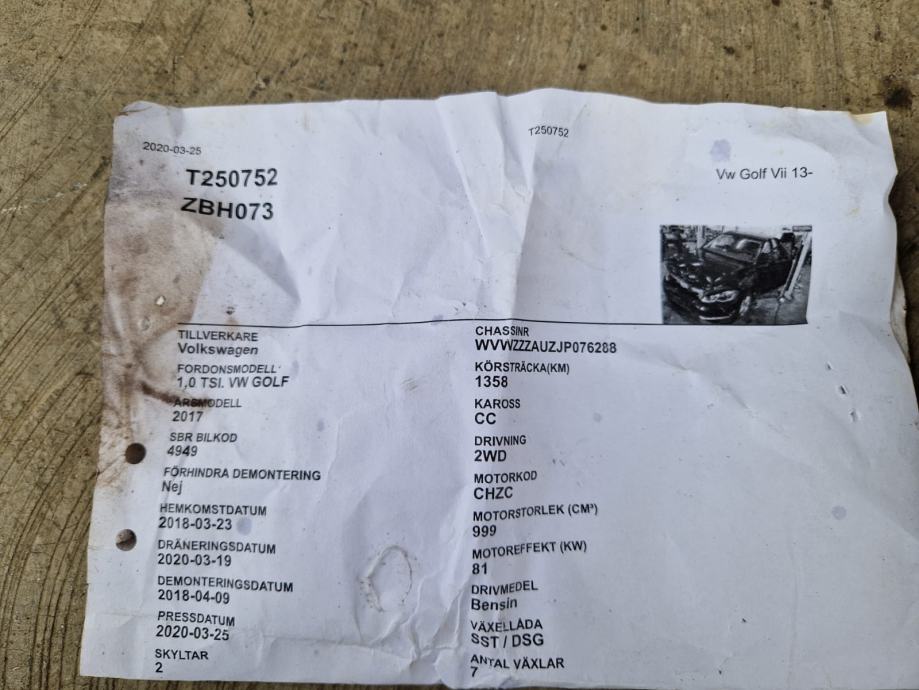 2020-03-25
T250752
T250752
Vw Golf Vii 13-
ZBH073
TILLVERKARE
Volkswagen
FORDONSMODELL
1,0 TSI. VW GOLF
ÅRSMODELL
2017
SBR BILKOD
4949
FÖRHINDRA DEMONTERING
Nej
HEMKOMSTDATUM
2018-03-23
DRÄNERINGSDATUM
2020-03-19
DEMONTERINGSDATUM
2018-04-09
PRESSDATUM
2020-03-25
SKYLTAR
2
CHASSINR
WVWZZZAUZJP076288
KÖRSTRÄCKA(KM)
1358
KAROSS
CC
DRIVNING
2WD
MOTORKOD
CHZC
MOTORSTORLEK (CM³)
999
MOTOREFFEKT (KW)
81
DRIVMEDEL
Bensin
VÄXELLÅDA
SST / DSG
ANTAL VÄXLAR
7